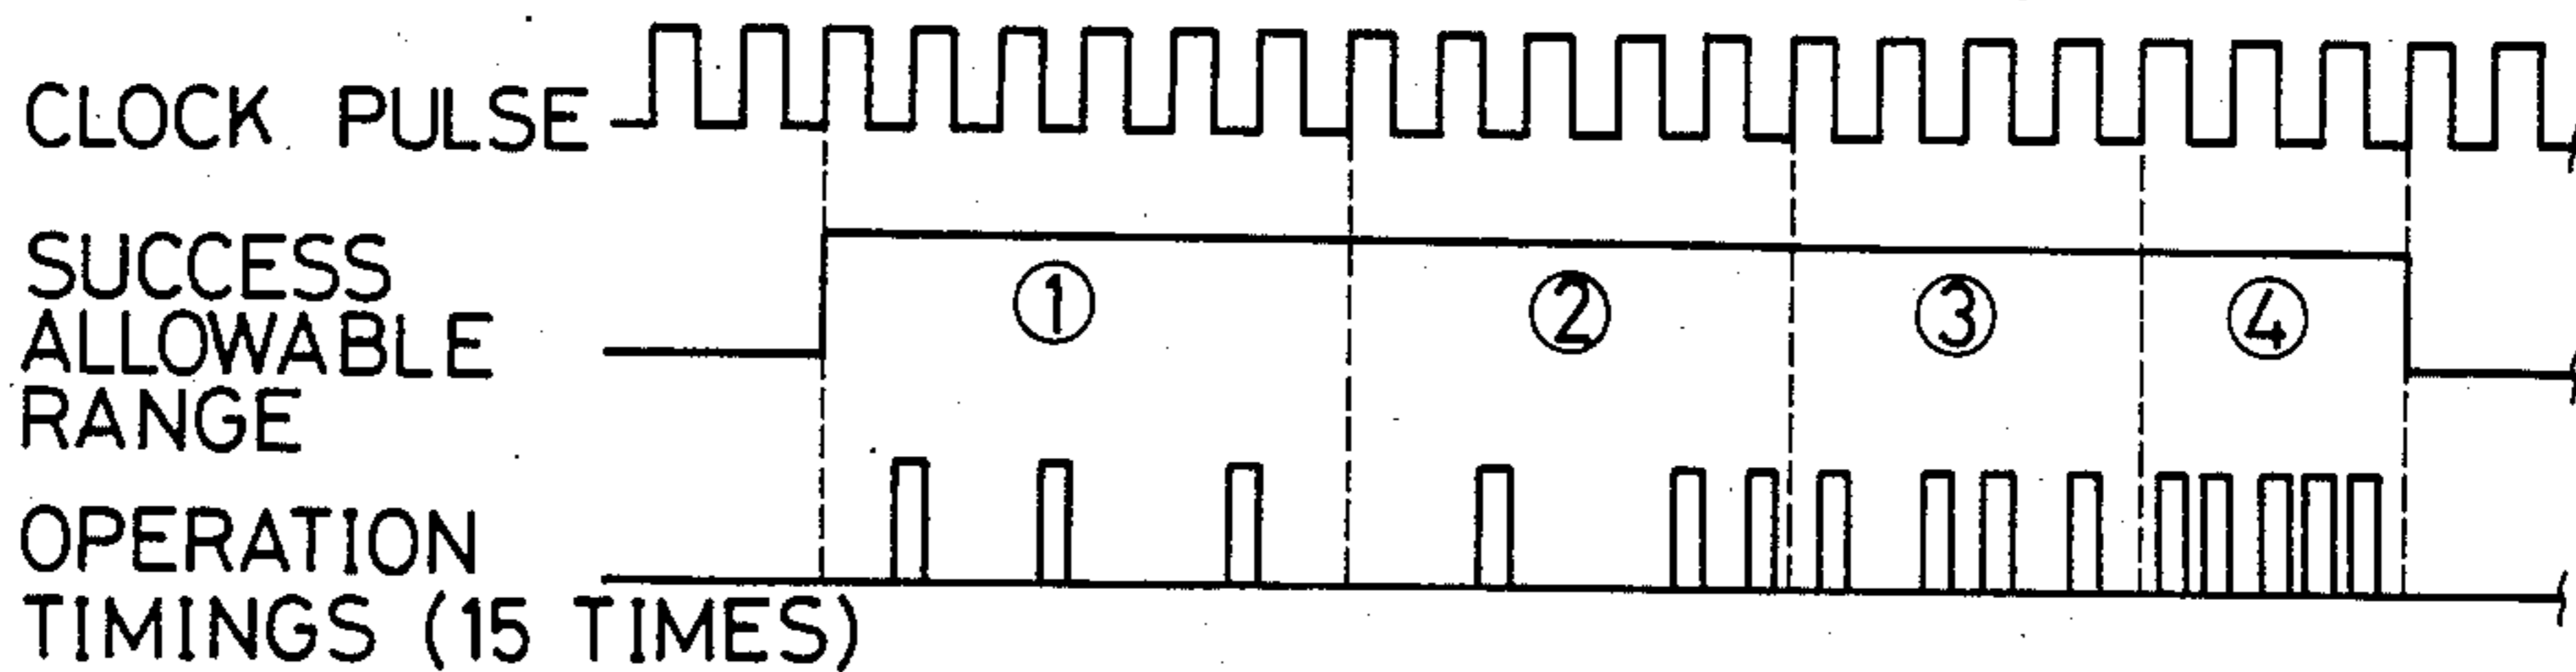 CLOCK PULSE
SUCCESS
ALLOWABLE
RANGE
① ② ③ ④
OPERATION
TIMINGS (15 TIMES)